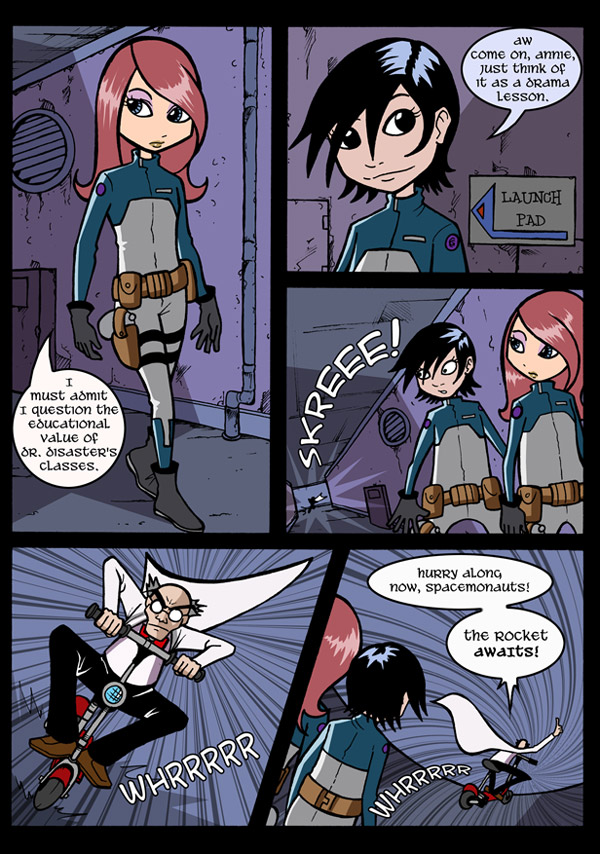 I
must admit
I question the
educational
value of
Dr. Disaster's
classes.
Aw
come on, Annie,
just think of
it as a drama
lesson.
LAUNCH
PAD
SKREEE!
WHRRRRR
Hurry along
now, spacemonauts!
The rocket
awaits!
WHRRRRR